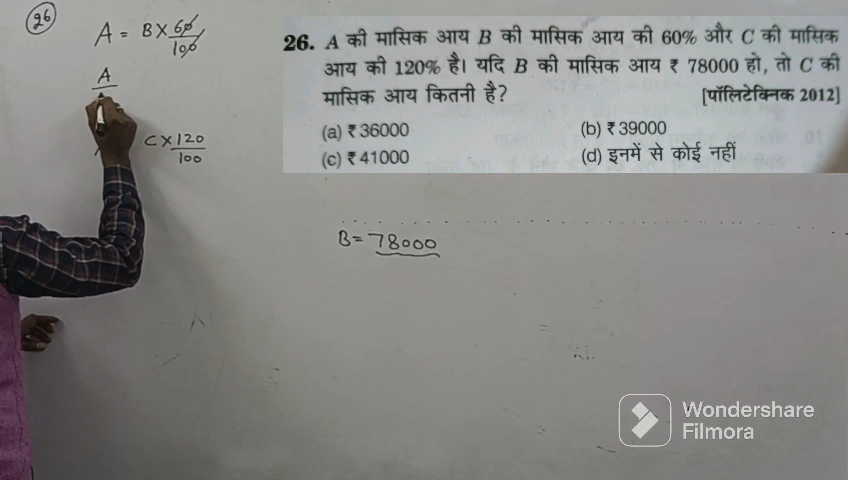 26
A = B × 60/100
A
C × 120/100
26. A की मासिक आय B की मासिक आय की 60% और C की मासिक
आय की 120% है। यदि B की मासिक आय ₹ 78000 हो, तो C की
मासिक आय कितनी है? [पॉलिटेक्निक 2012]
(a) ₹ 36000 (b) ₹ 39000
(c) ₹ 41000 (d) इनमें से कोई नहीं
B = 78000
Wondershare
Filmora